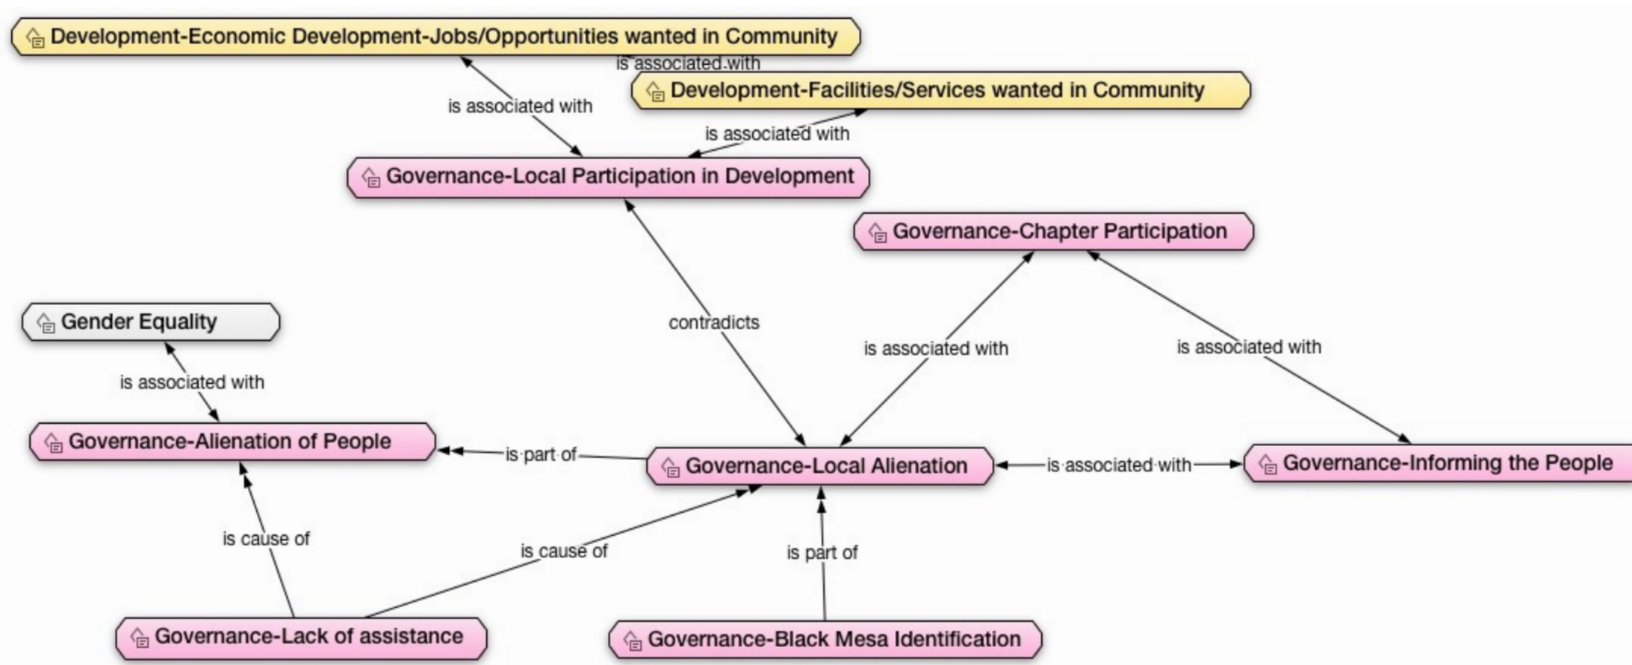 Development-Economic Development-Jobs/Opportunities wanted in Community
is associated with
Development-Facilities/Services wanted in Community
is associated with
is associated with
Governance-Local Participation in Development
Governance-Chapter Participation
Gender Equality
contradicts
is associated with
is associated with
is associated with
Governance-Alienation of People
is part of
Governance-Local Alienation
is associated with
Governance-Informing the People
is cause of
is cause of
is part of
Governance-Lack of assistance
Governance-Black Mesa Identification